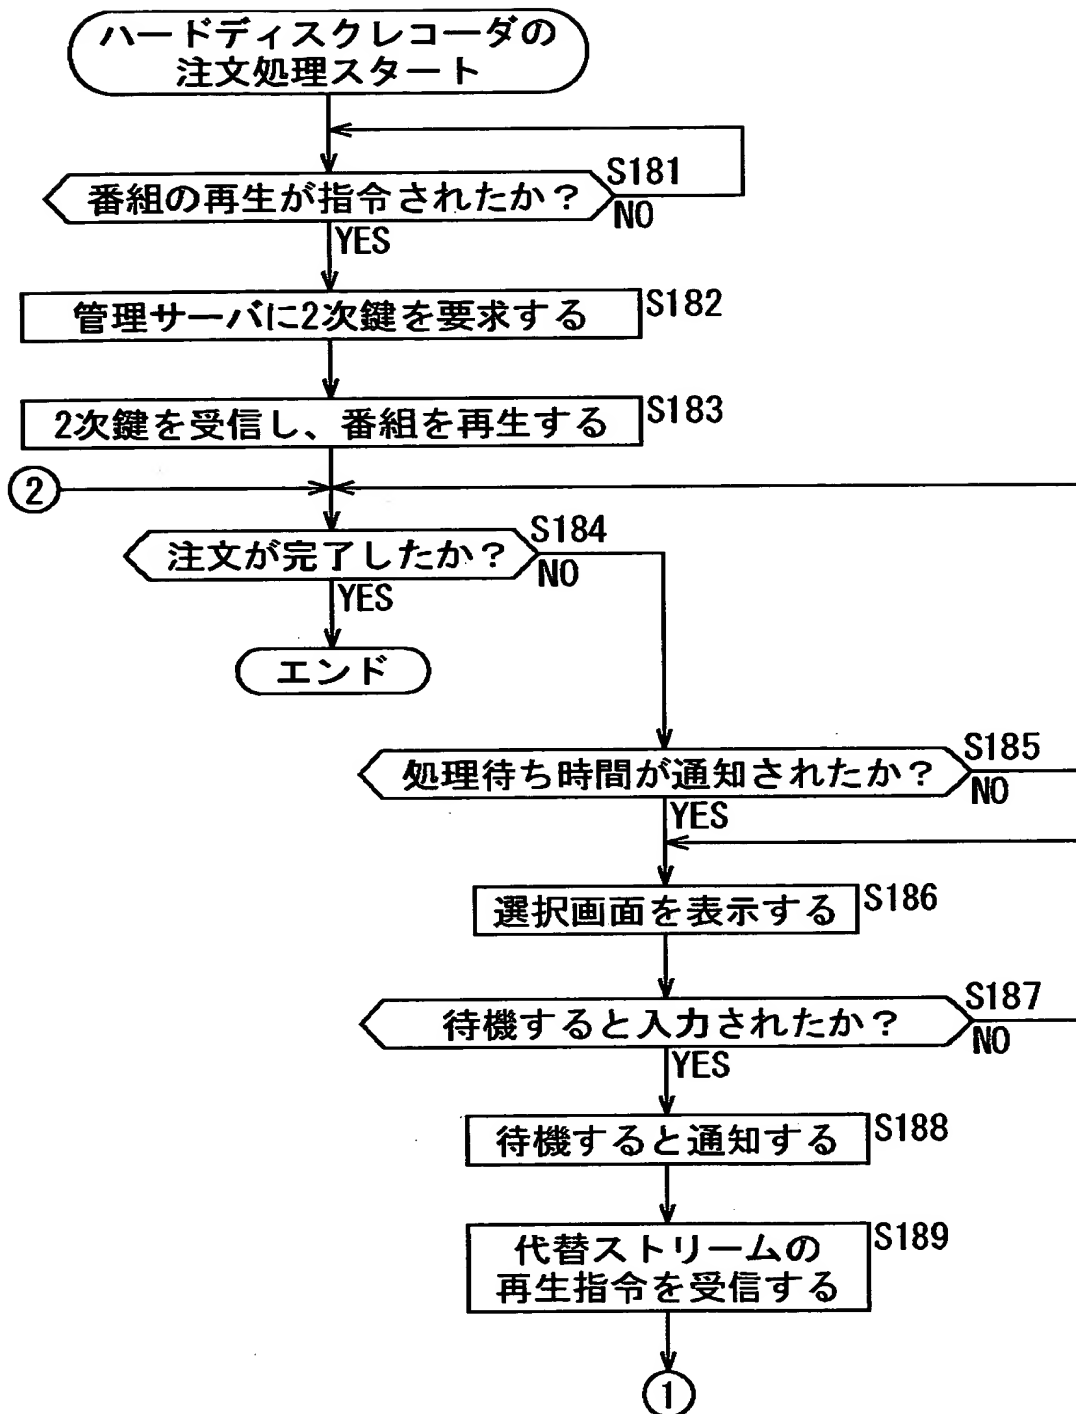 ハードディスクレコーダの
注文処理スタート
番組の再生が指令されたか？
S181
NO
YES
管理サーバに2次鍵を要求する
S182
2次鍵を受信し、番組を再生する
S183
2
注文が完了したか？
S184
NO
YES
エンド
処理待ち時間が通知されたか？
S185
NO
YES
選択画面を表示する
S186
待機すると入力されたか？
S187
NO
YES
待機すると通知する
S188
代替ストリームの
再生指令を受信する
S189
1